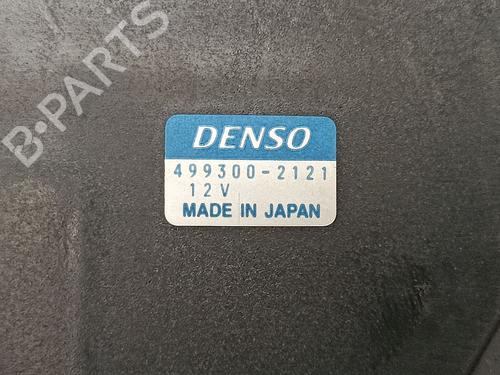 B-PARTS
DENSO
499300-2121
12V
MADE IN JAPAN